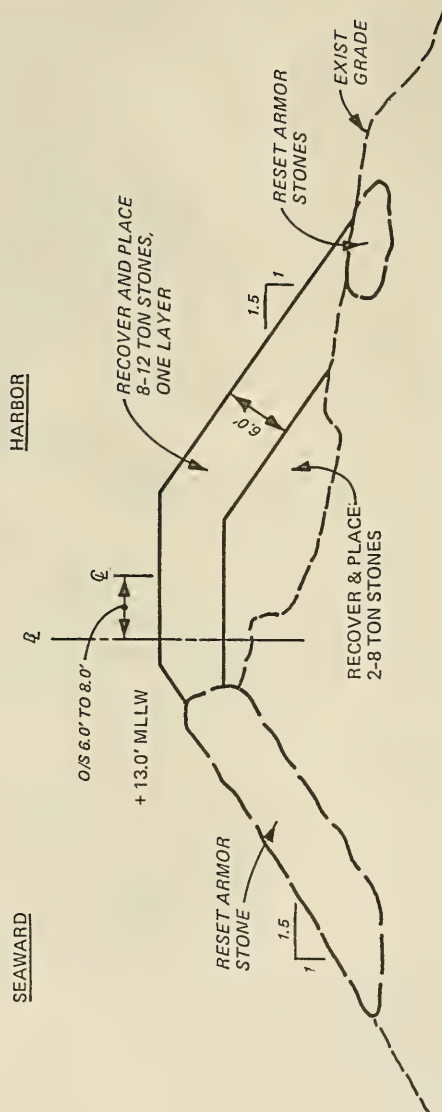 SEAWARD
HARBOR
℄
O/S 6.0' TO 8.0'
℄
+ 13.0' MLLW
RECOVER AND PLACE
8-12 TON STONES,
ONE LAYER
1.5
1
6.0'
RESET ARMOR
STONES
EXIST
GRADE
RESET ARMOR
STONE
1.5
1
RECOVER & PLACE
2-8 TON STONES